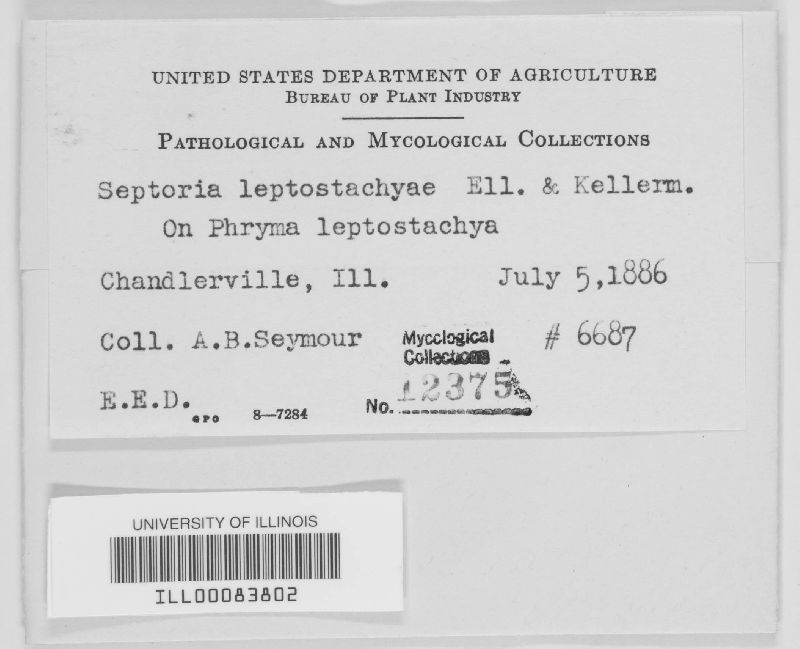 UNITED STATES DEPARTMENT OF AGRICULTURE
BUREAU OF PLANT INDUSTRY
PATHOLOGICAL AND MYCOLOGICAL COLLECTIONS
Septoria leptostachyae Ell. & Kellerm.
On Phryma leptostachya
Chandlerville, Ill. July 5, 1886
Coll. A.B.Seymour # 6687
Mycological
Collections
E.E.D. No. 12375
GPO 8—7284
UNIVERSITY OF ILLINOIS
ILL00083802